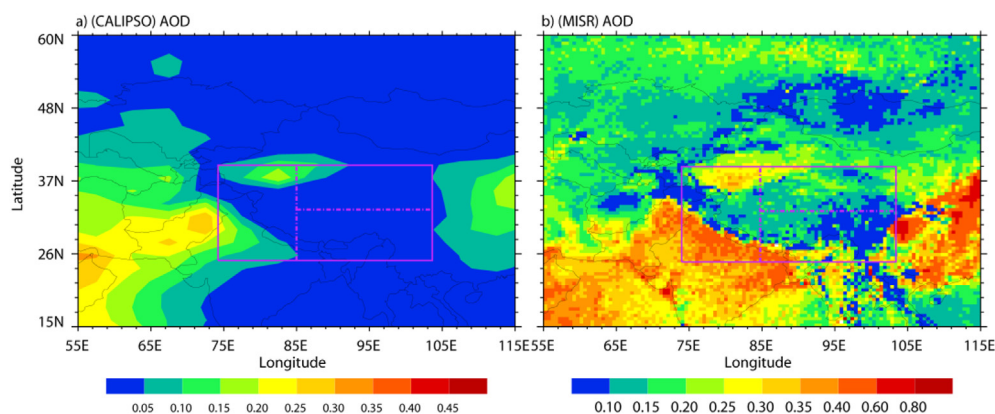 a) (CALIPSO) AOD
b) (MISR) AOD
60N
48N
37N
26N
15N
Latitude
55E 65E 75E 85E 95E 105E 115E
55E 65E 75E 85E 95E 105E 115E
Longitude
Longitude
0.05 0.10 0.15 0.20 0.25 0.30 0.35 0.40 0.45
0.10 0.15 0.20 0.25 0.30 0.35 0.40 0.60 0.80